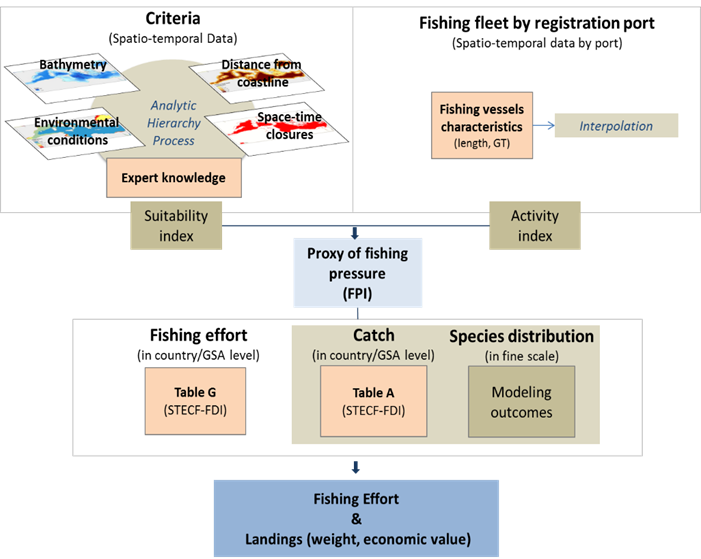 Criteria
(Spatio-temporal Data)
Bathymetry
Distance from
coastline
Analytic
Hierarchy
Process
Environmental
conditions
Space-time
closures
Expert knowledge
Fishing fleet by registration port
(Spatio-temporal data by port)
Fishing vessels
characteristics
(length, GT)
Interpolation
Suitability
index
Activity
index
Proxy of fishing
pressure
(FPI)
Fishing effort
(in country/GSA level)
Table G
(STECF-FDI)
Catch
(in country/GSA level)
Table A
(STECF-FDI)
Species distribution
(in fine scale)
Modeling
outcomes
Fishing Effort
&
Landings (weight, economic value)